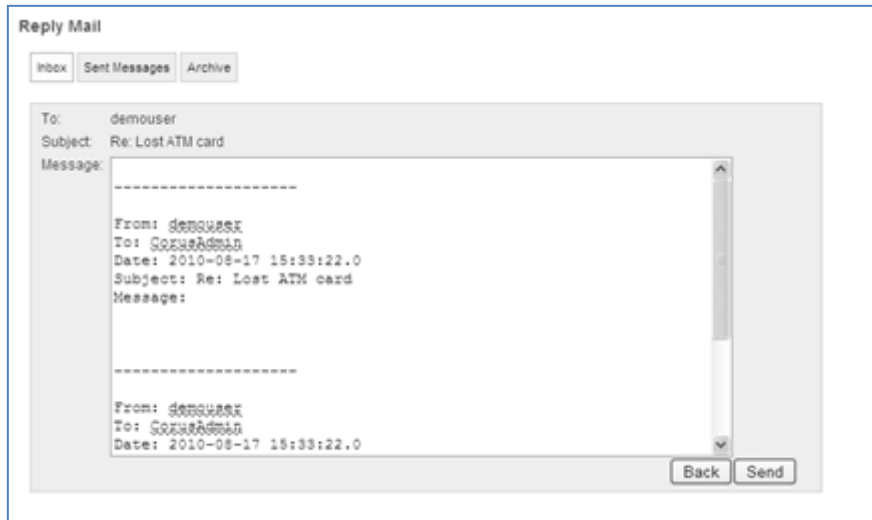 Reply Mail
Inbox Sent Messages Archive
To: demouser
Subject: Re: Lost ATM card
Message:
---------------------
From: demouser
To: CorusAdmin
Date: 2010-08-17 15:33:22.0
Subject: Re: Lost ATM card
Message:
---------------------
From: demouser
To: CorusAdmin
Date: 2010-08-17 15:33:22.0
Back Send